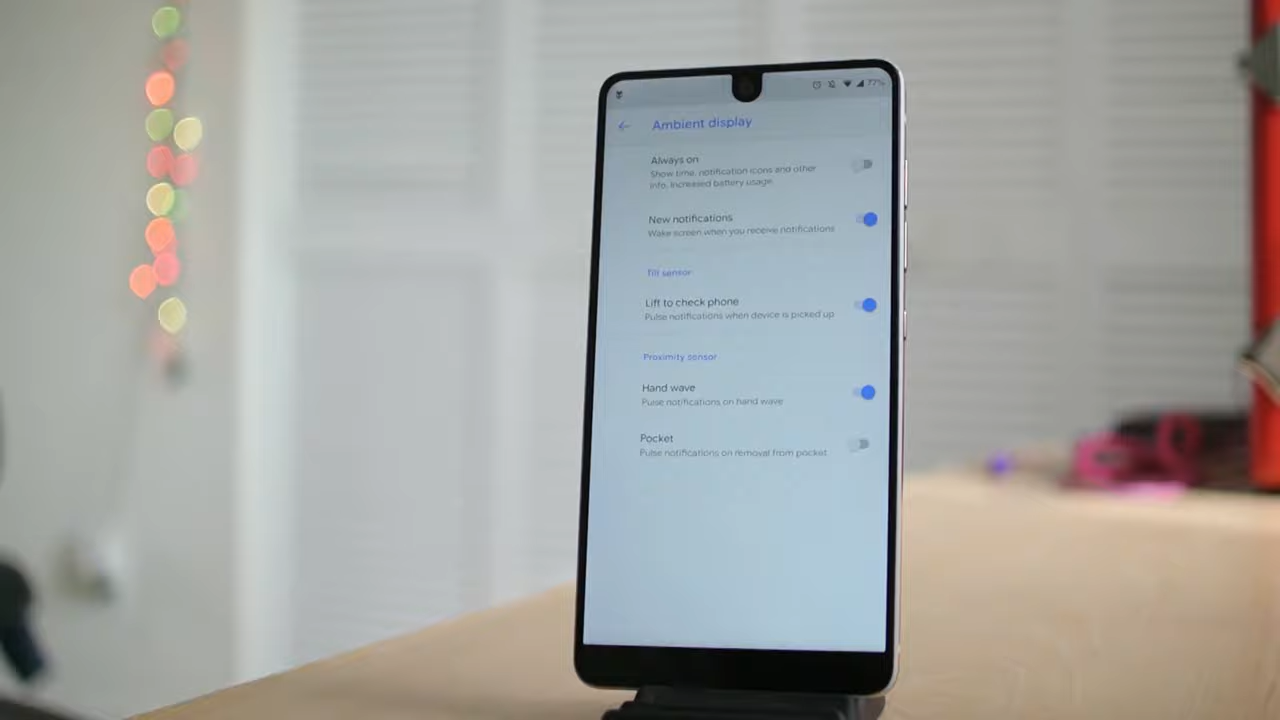 77%
Ambient display
Always on
Show time, notification icons and other
info. Increased battery usage.
New notifications
Wake screen when you receive notifications
Tilt sensor
Lift to check phone
Pulse notifications when device is picked up
Proximity sensor
Hand wave
Pulse notifications on hand wave
Pocket
Pulse notifications on removal from pocket